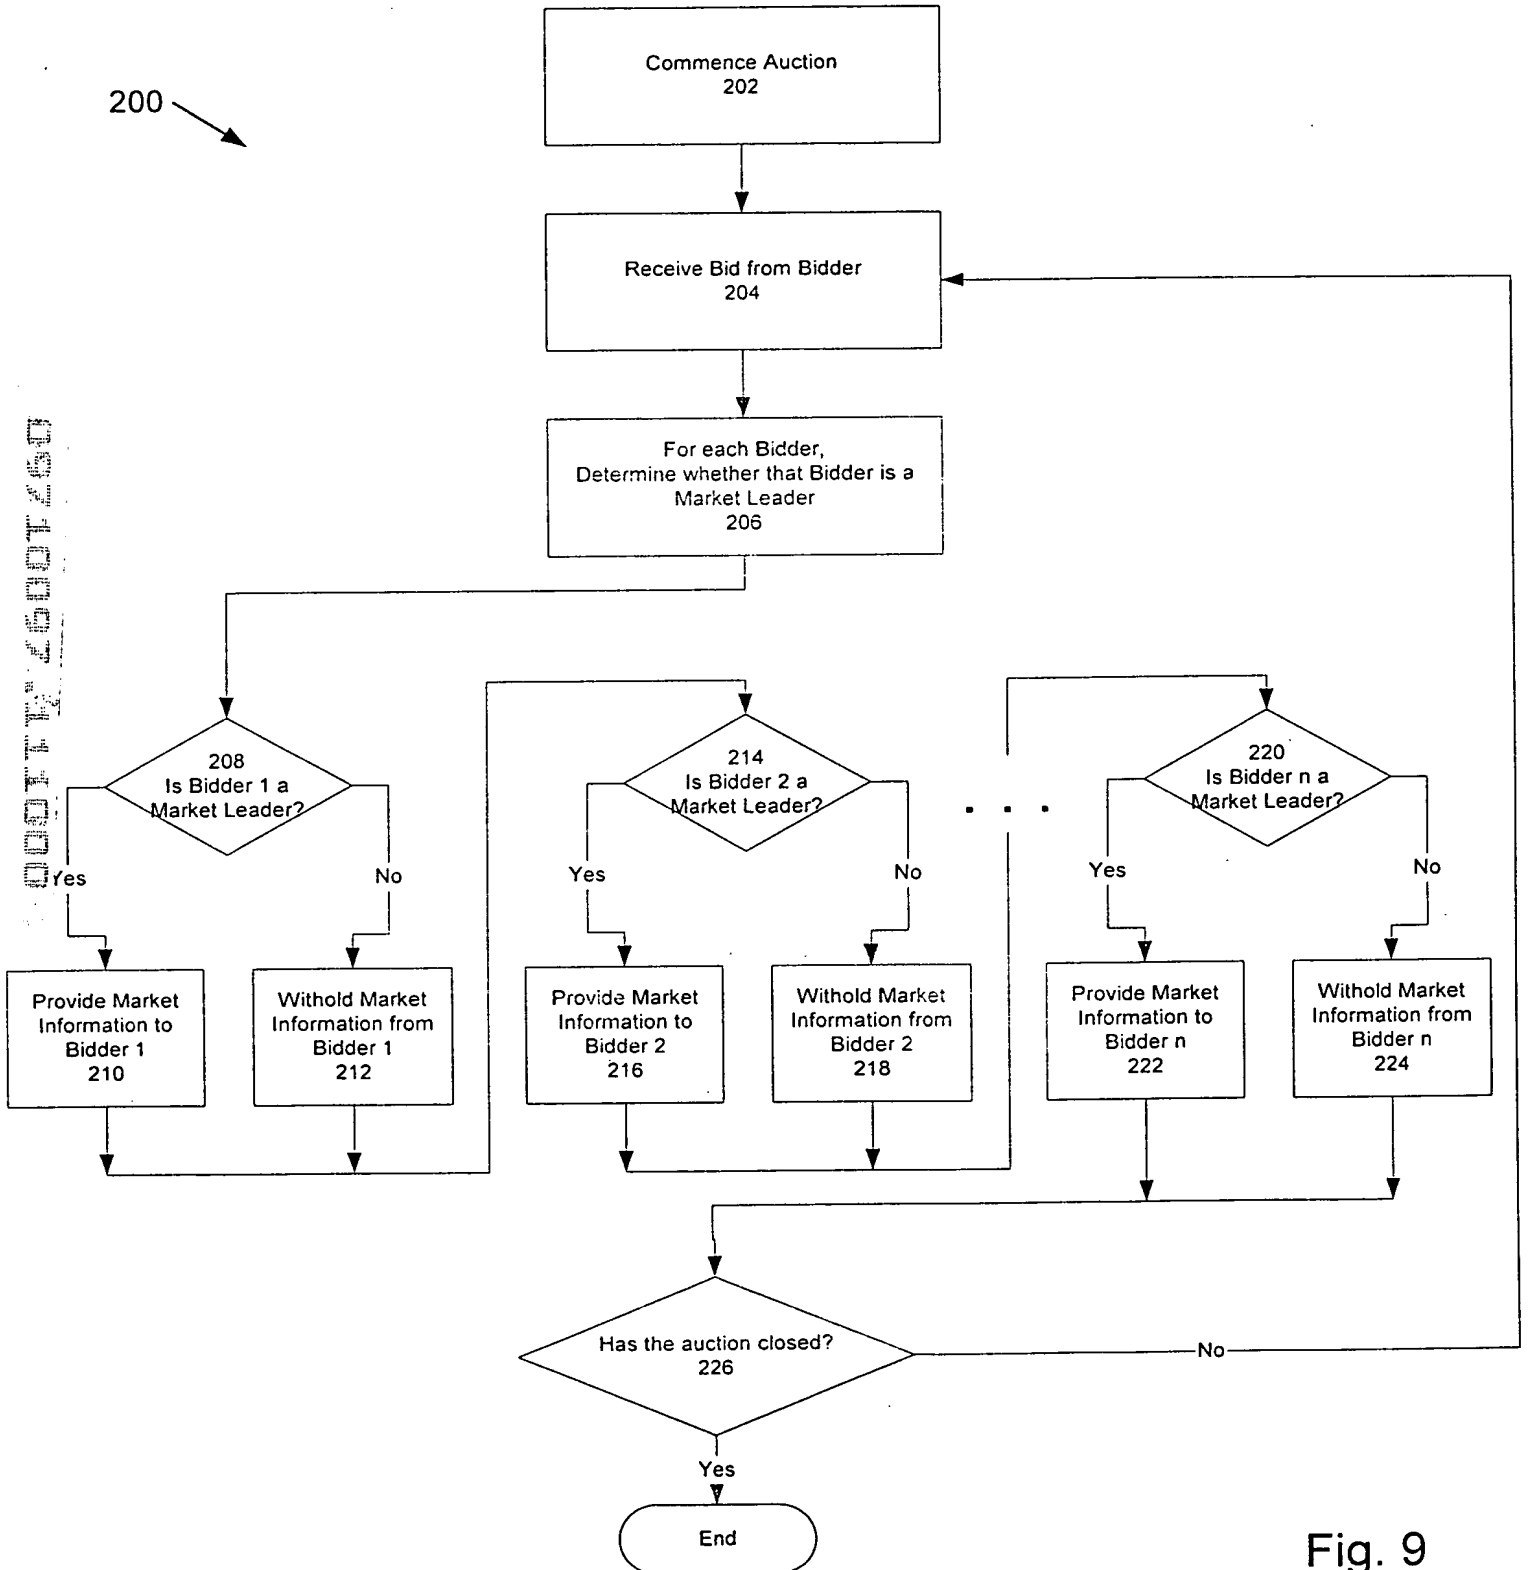 Commence Auction
202
200
Receive Bid from Bidder
204
For each Bidder,
Determine whether that Bidder is a
Market Leader
206
208
Is Bidder 1 a
Market Leader?
214
Is Bidder 2 a
Market Leader?
. . .
220
Is Bidder n a
Market Leader?
Yes
No
Yes
No
Yes
No
Provide Market
Information to
Bidder 1
210
Withold Market
Information from
Bidder 1
212
Provide Market
Information to
Bidder 2
216
Withold Market
Information from
Bidder 2
218
Provide Market
Information to
Bidder n
222
Withold Market
Information from
Bidder n
224
Has the auction closed?
226
No
Yes
End
Fig. 9